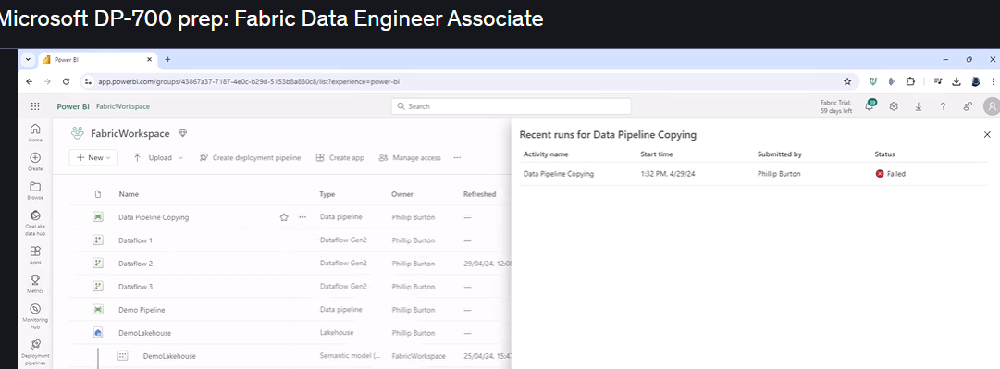 Microsoft DP-700 prep: Fabric Data Engineer Associate
Power BI
app.powerbi.com/groups/43867a37-7187-4e0c-b29d-5153b8a830c8/list?experience=power-bi
Power BI FabricWorkspace
Search
Fabric Trial:
59 days left
39
Home
Create
Browse
OneLake
data hub
Apps
Metrics
Monitoring
hub
Deployment
pipelines
FabricWorkspace
New
Upload
Create deployment pipeline
Create app
Manage access
Name Type Owner Refreshed
Data Pipeline Copying Data pipeline Phillip Burton —
Dataflow 1 Dataflow Gen2 Phillip Burton —
Dataflow 2 Dataflow Gen2 Phillip Burton 29/04/24, 12:0
Dataflow 3 Dataflow Gen2 Phillip Burton —
Demo Pipeline Data pipeline Phillip Burton —
DemoLakehouse Lakehouse Phillip Burton —
DemoLakehouse Semantic model (... FabricWorkspace 25/04/24, 15:4
Recent runs for Data Pipeline Copying
Activity name Start time Submitted by Status
Data Pipeline Copying 1:32 PM, 4/29/24 Phillip Burton Failed